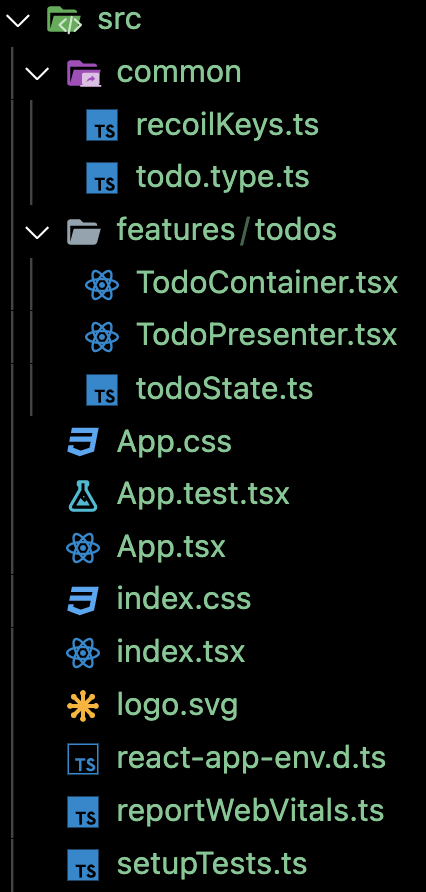 src
common
recoilKeys.ts
todo.type.ts
features/todos
TodoContainer.tsx
TodoPresenter.tsx
todoState.ts
App.css
App.test.tsx
App.tsx
index.css
index.tsx
logo.svg
react-app-env.d.ts
reportWebVitals.ts
setupTests.ts